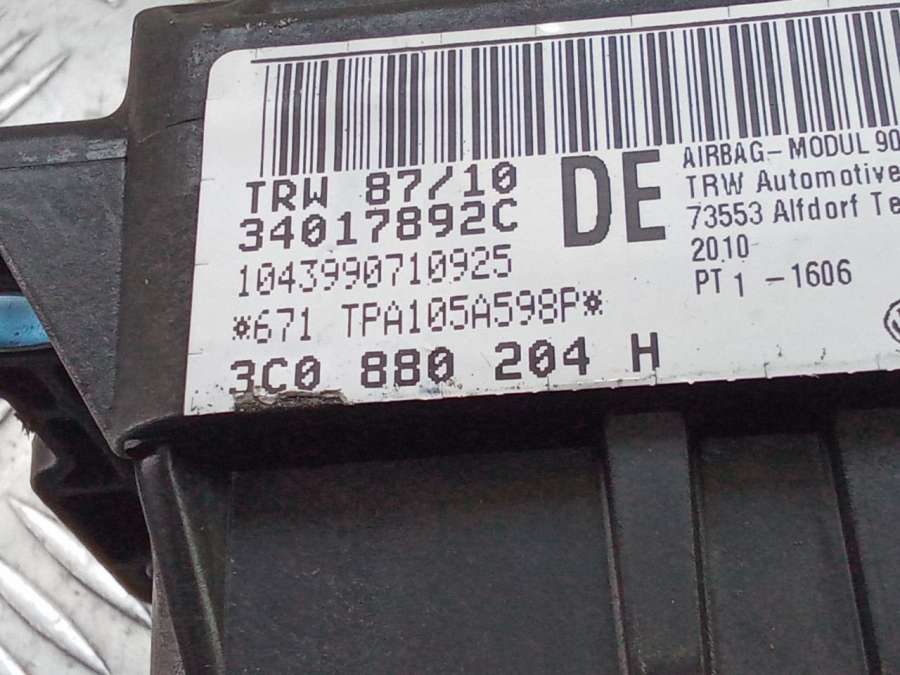 TRW 87/10
34017892C
1043990710925
*671 TPA105A598P*
3C0 880 204 H
DE
AIRBAG-MODUL 90
TRW Automotive
73553 Alfdorf Te
2010
PT 1 -1606